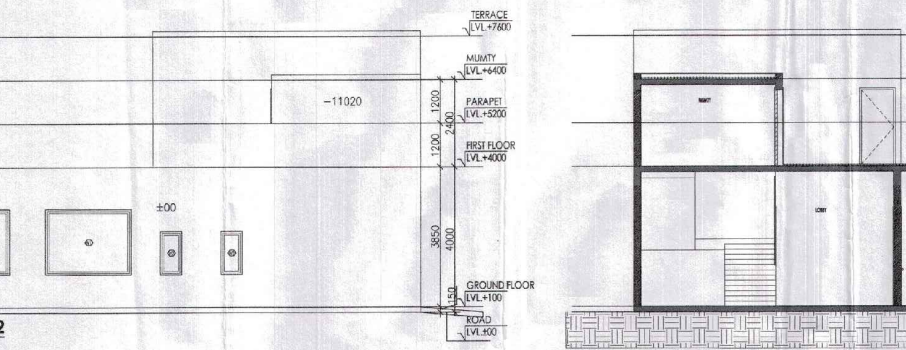 TERRACE
LVL.+7600
MUMTY
LVL.+6400
-11020
1200
2400
PARAPET
LVL.+5200
1200
FIRST FLOOR
LVL.+4000
±00
3850
4000
GROUND FLOOR
LVL.+100
150
ROAD
LVL.±00
2
LOBBY